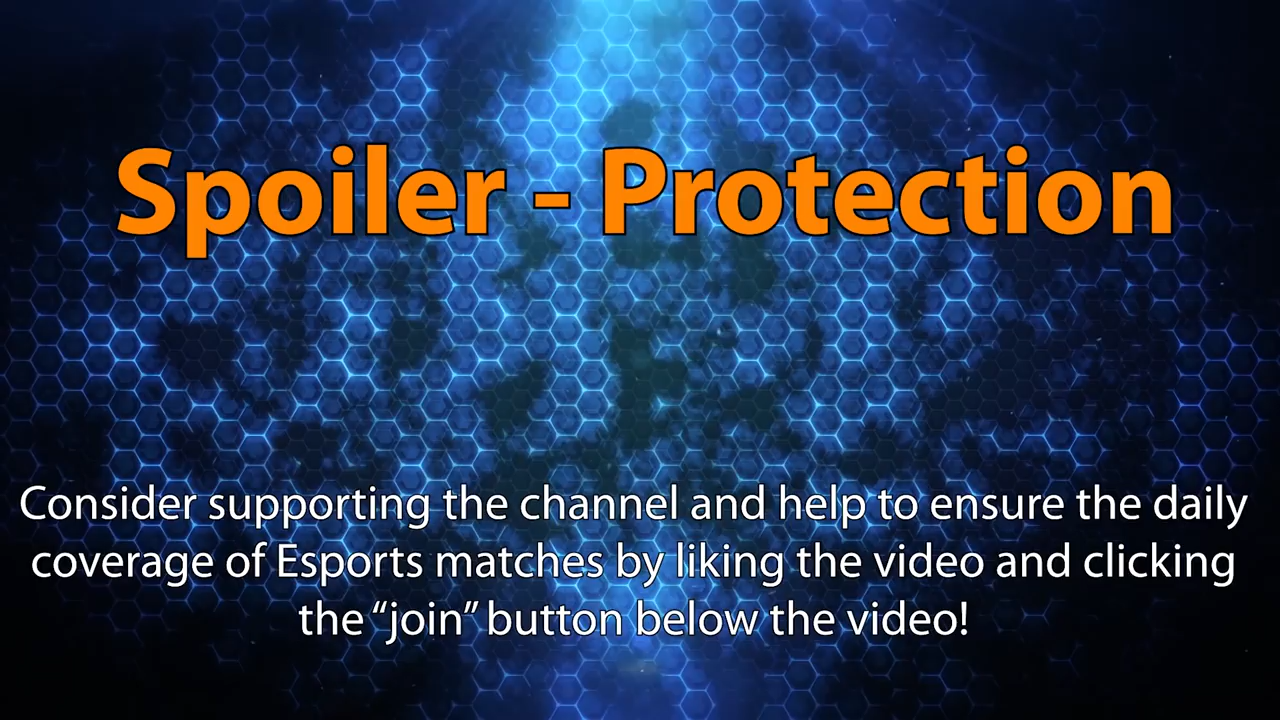 Spoiler - Protection
Consider supporting the channel and help to ensure the daily
coverage of Esports matches by liking the video and clicking
the “join” button below the video!